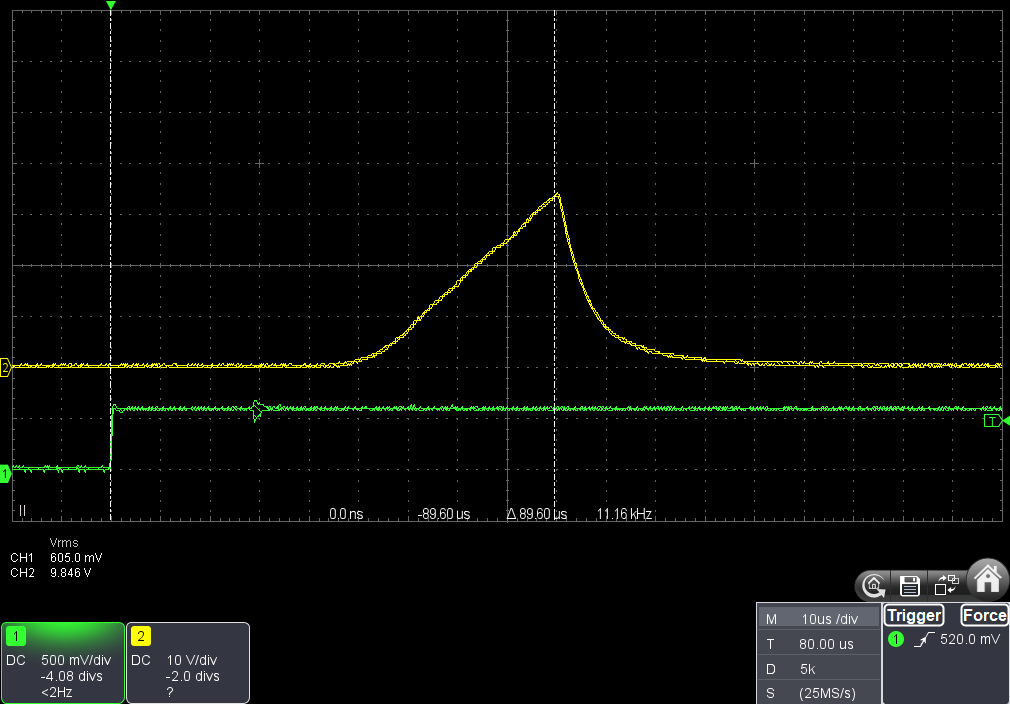 2
1
T
II
0.0 ns -89.60 us Δ 89.60 us 11.16 kHz
Vrms
CH1 605.0 mV
CH2 9.846 V
1
DC 500 mV/div
-4.08 divs
<2Hz
2
DC 10 V/div
-2.0 divs
?
M 10us /div
T 80.00 us
D 5k
S (25MS/s)
Trigger Force
1 520.0 mV